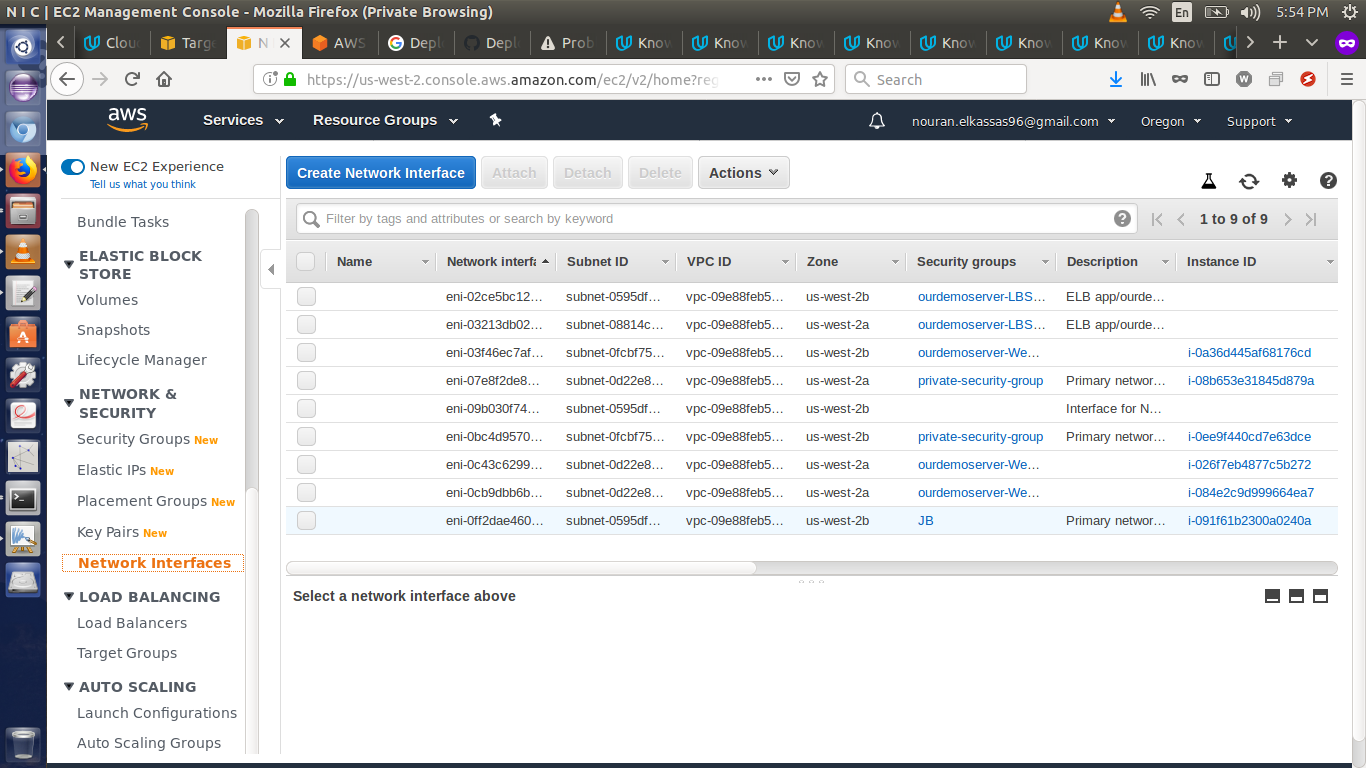 N I C | EC2 Management Console - Mozilla Firefox (Private Browsing)
En
5:54 PM
Clou
Targ
N I
AWS
Depl
Depl
Prob
Know
Know
Know
Know
Know
Know
Know
Know
https://us-west-2.console.aws.amazon.com/ec2/v2/home?reg
Search
aws
Services
Resource Groups
nouran.elkassas96@gmail.com
Oregon
Support
New EC2 Experience
Tell us what you think
Bundle Tasks
ELASTIC BLOCK
STORE
Volumes
Snapshots
Lifecycle Manager
NETWORK &
SECURITY
Security Groups New
Elastic IPs New
Placement Groups New
Key Pairs New
Network Interfaces
LOAD BALANCING
Load Balancers
Target Groups
AUTO SCALING
Launch Configurations
Auto Scaling Groups
Create Network Interface Attach Detach Delete Actions
Filter by tags and attributes or search by keyword
1 to 9 of 9
Name Network interfa Subnet ID VPC ID Zone Security groups Description Instance ID
eni-02ce5bc12... subnet-0595df... vpc-09e88feb5... us-west-2b ourdemoserver-LBS... ELB app/ourde...
eni-03213db02... subnet-08814c... vpc-09e88feb5... us-west-2a ourdemoserver-LBS... ELB app/ourde...
eni-03f46ec7af... subnet-0fcbf75... vpc-09e88feb5... us-west-2b ourdemoserver-We... i-0a36d445af68176cd
eni-07e8f2de8... subnet-0d22e8... vpc-09e88feb5... us-west-2a private-security-group Primary networ... i-08b653e31845d879a
eni-09b030f74... subnet-0595df... vpc-09e88feb5... us-west-2b Interface for N...
eni-0bc4d9570... subnet-0fcbf75... vpc-09e88feb5... us-west-2b private-security-group Primary networ... i-0ee9f440cd7e63dce
eni-0c43c6299... subnet-0d22e8... vpc-09e88feb5... us-west-2a ourdemoserver-We... i-026f7eb4877c5b272
eni-0cb9dbb6b... subnet-0d22e8... vpc-09e88feb5... us-west-2a ourdemoserver-We... i-084e2c9d999664ea7
eni-0ff2dae460... subnet-0595df... vpc-09e88feb5... us-west-2b JB Primary networ... i-091f61b2300a0240a
Select a network interface above